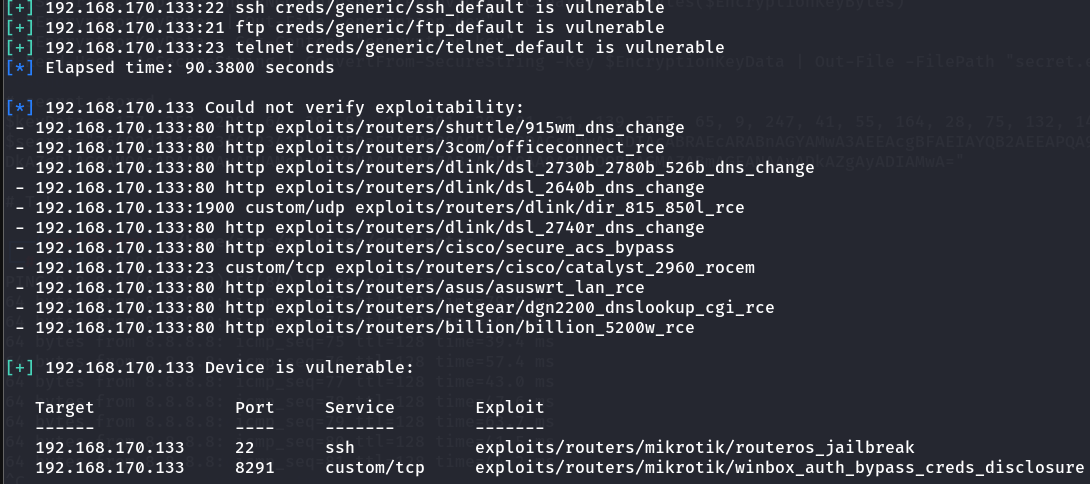 [+] 192.168.170.133:22 ssh creds/generic/ssh_default is vulnerable
[+] 192.168.170.133:21 ftp creds/generic/ftp_default is vulnerable
[+] 192.168.170.133:23 telnet creds/generic/telnet_default is vulnerable
[*] Elapsed time: 90.3800 seconds
[*] 192.168.170.133 Could not verify exploitability:
- 192.168.170.133:80 http exploits/routers/shuttle/915wm_dns_change
- 192.168.170.133:80 http exploits/routers/3com/officeconnect_rce
- 192.168.170.133:80 http exploits/routers/dlink/dsl_2730b_2780b_526b_dns_change
- 192.168.170.133:80 http exploits/routers/dlink/dsl_2640b_dns_change
- 192.168.170.133:1900 custom/udp exploits/routers/dlink/dir_815_850l_rce
- 192.168.170.133:80 http exploits/routers/dlink/dsl_2740r_dns_change
- 192.168.170.133:80 http exploits/routers/cisco/secure_acs_bypass
- 192.168.170.133:23 custom/tcp exploits/routers/cisco/catalyst_2960_rocem
- 192.168.170.133:80 http exploits/routers/asus/asuswrt_lan_rce
- 192.168.170.133:80 http exploits/routers/netgear/dgn2200_dnslookup_cgi_rce
- 192.168.170.133:80 http exploits/routers/billion/billion_5200w_rce
[+] 192.168.170.133 Device is vulnerable:
Target Port Service Exploit
------ ---- ------- -------
192.168.170.133 22 ssh exploits/routers/mikrotik/routeros_jailbreak
192.168.170.133 8291 custom/tcp exploits/routers/mikrotik/winbox_auth_bypass_creds_disclosure